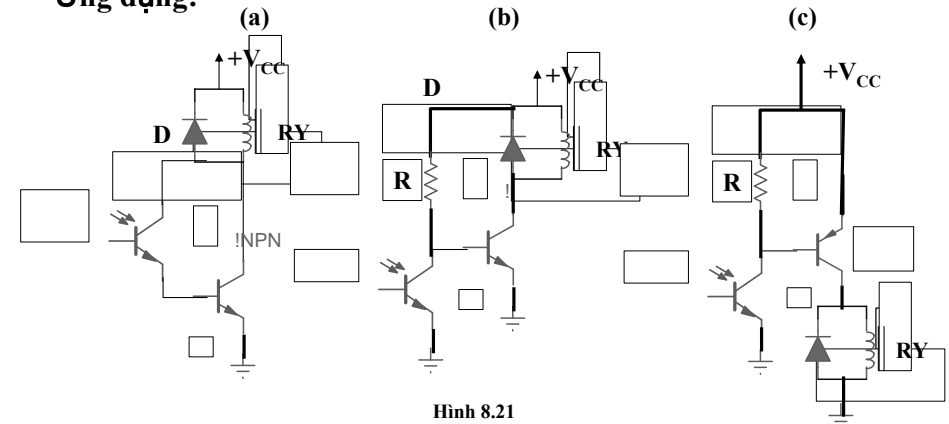 Ứng dụng:
(a) (b) (c)
+VCC
D
RY
!NPN
D
+VCC
R
RY
!
+VCC
R
RY
Hình 8.21